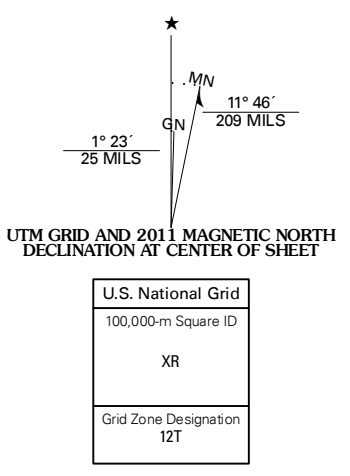 ★
MN
11° 46´
209 MILS
GN
1° 23´
25 MILS
UTM GRID AND 2011 MAGNETIC NORTH
DECLINATION AT CENTER OF SHEET
U.S. National Grid
100,000-m Square ID
XR
Grid Zone Designation
12T